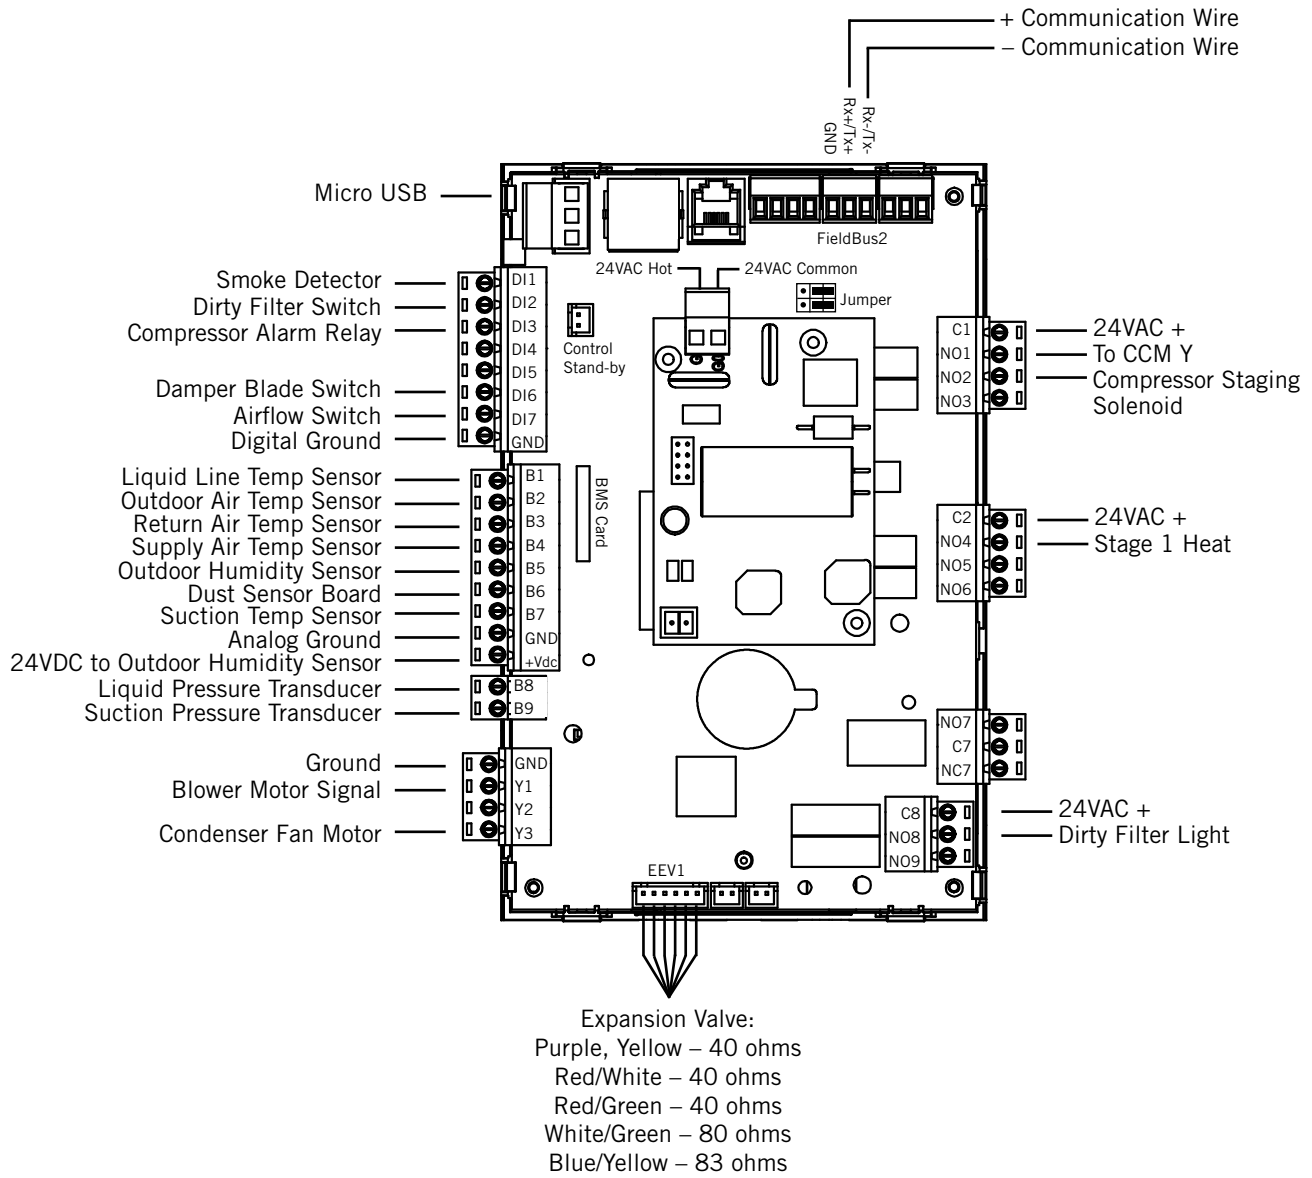 + Communication Wire
– Communication Wire
Rx-/Tx-
Rx+/Tx+
GND
Micro USB
FieldBus2
24VAC Hot
24VAC Common
Jumper
Control
Stand-by
Smoke Detector
Dirty Filter Switch
Compressor Alarm Relay
Damper Blade Switch
Airflow Switch
Digital Ground
DI1
DI2
DI3
DI4
DI5
DI6
DI7
GND
C1
NO1
NO2
NO3
24VAC +
To CCM Y
Compressor Staging
Solenoid
Liquid Line Temp Sensor
Outdoor Air Temp Sensor
Return Air Temp Sensor
Supply Air Temp Sensor
Outdoor Humidity Sensor
Dust Sensor Board
Suction Temp Sensor
Analog Ground
24VDC to Outdoor Humidity Sensor
Liquid Pressure Transducer
Suction Pressure Transducer
B1
B2
B3
B4
B5
B6
B7
GND
+Vdc
B8
B9
BMS Card
C2
NO4
NO5
NO6
24VAC +
Stage 1 Heat
NO7
C7
NC7
Ground
Blower Motor Signal
Condenser Fan Motor
GND
Y1
Y2
Y3
C8
NO8
NO9
24VAC +
Dirty Filter Light
EEV1
Expansion Valve:
Purple, Yellow – 40 ohms
Red/White – 40 ohms
Red/Green – 40 ohms
White/Green – 80 ohms
Blue/Yellow – 83 ohms